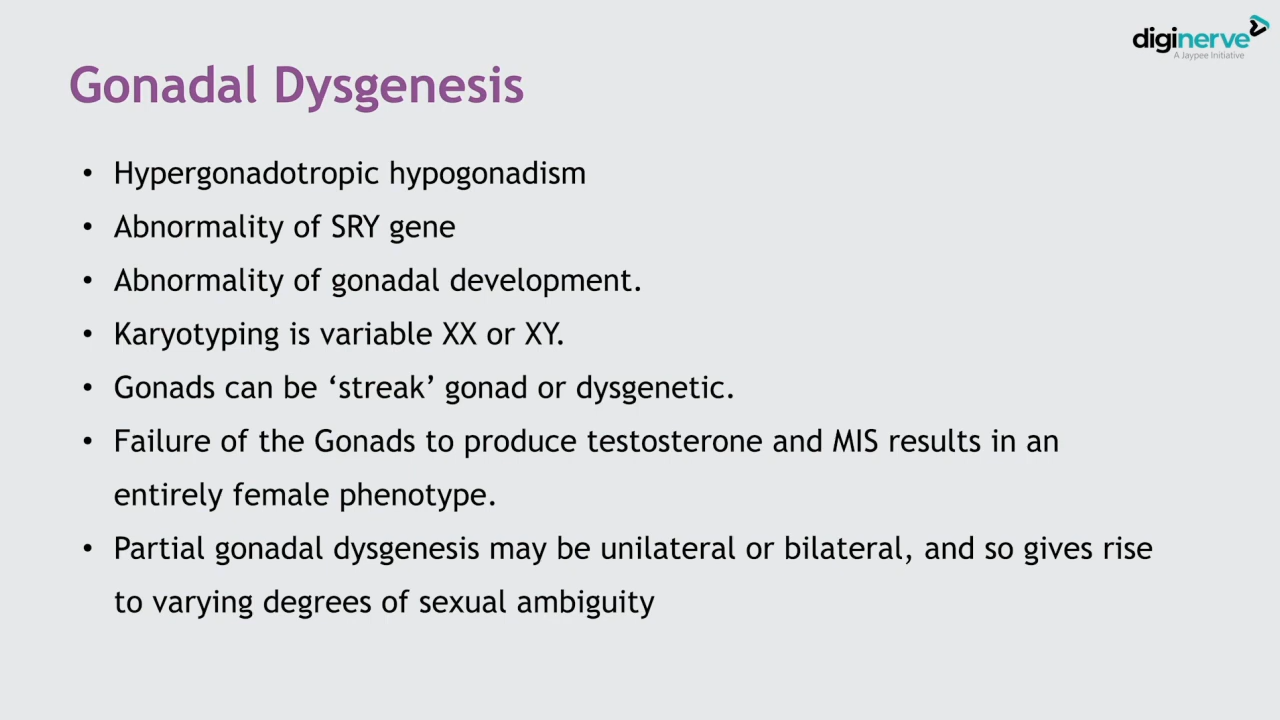 diginerve
A Jaypee Initiative
Gonadal Dysgenesis
• Hypergonadotropic hypogonadism
• Abnormality of SRY gene
• Abnormality of gonadal development.
• Karyotyping is variable XX or XY.
• Gonads can be ‘streak’ gonad or dysgenetic.
• Failure of the Gonads to produce testosterone and MIS results in an
entirely female phenotype.
• Partial gonadal dysgenesis may be unilateral or bilateral, and so gives rise
to varying degrees of sexual ambiguity